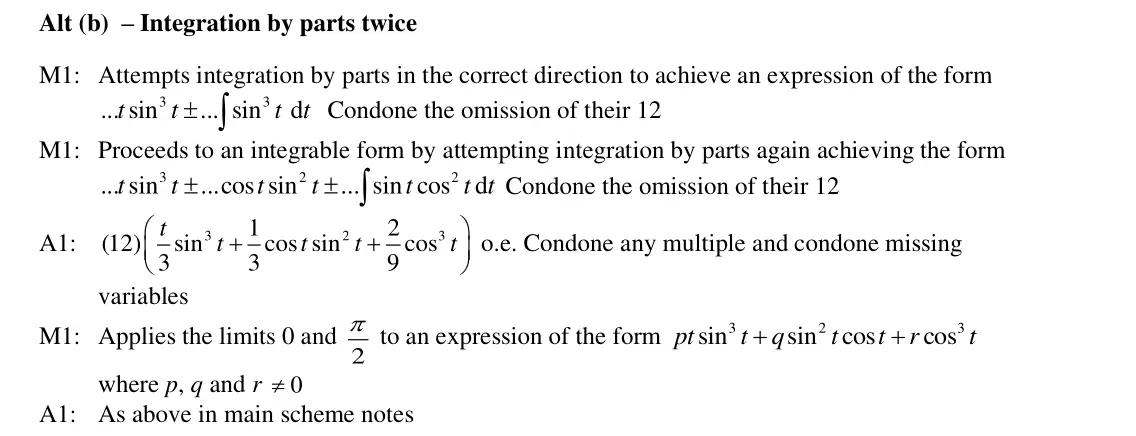 Alt (b) – Integration by parts twice
M1: Attempts integration by parts in the correct direction to achieve an expression of the form
...t sin³ t ± ...∫ sin³ t dt Condone the omission of their 12
M1: Proceeds to an integrable form by attempting integration by parts again achieving the form
...t sin³ t ± ...cos t sin² t ± ...∫ sin t cos² t dt Condone the omission of their 12
A1: (12)(t/3 sin³ t + 1/3 cos t sin² t + 2/9 cos³ t) o.e. Condone any multiple and condone missing
variables
M1: Applies the limits 0 and π/2 to an expression of the form pt sin³ t + q sin² t cos t + r cos³ t
where p, q and r ≠ 0
A1: As above in main scheme notes